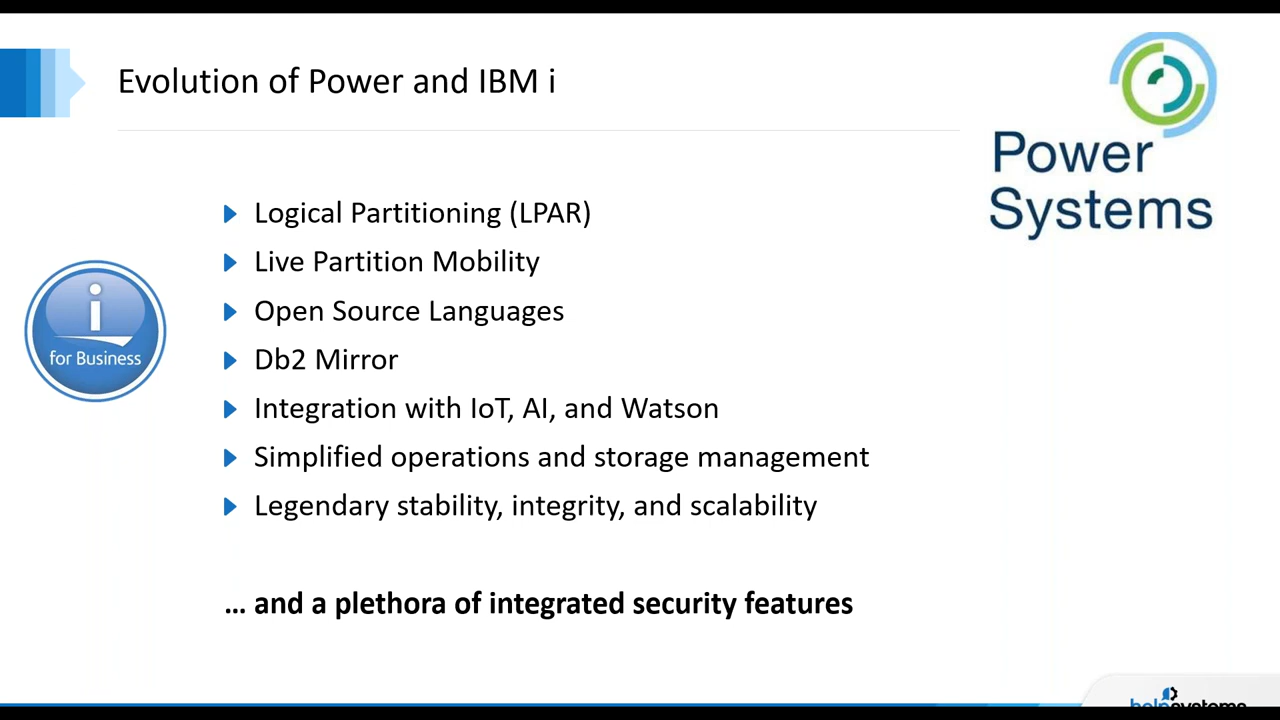 Evolution of Power and IBM i
Power
Systems
Logical Partitioning (LPAR)
Live Partition Mobility
Open Source Languages
Db2 Mirror
Integration with IoT, AI, and Watson
Simplified operations and storage management
Legendary stability, integrity, and scalability
i
for Business
... and a plethora of integrated security features
helpsystems